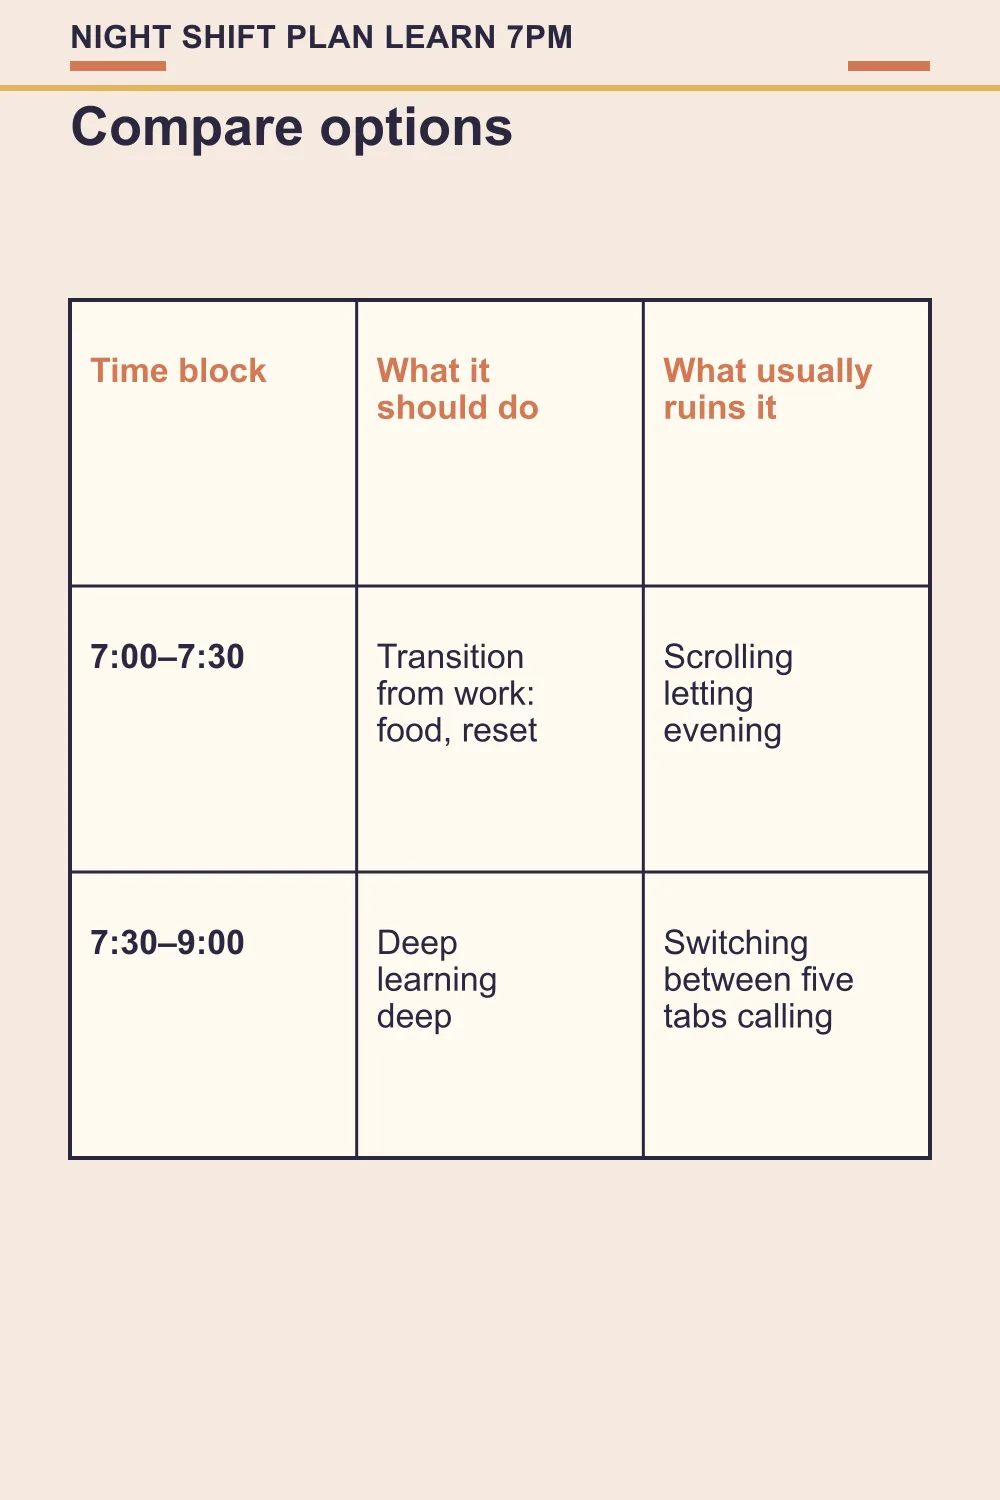 NIGHT SHIFT PLAN LEARN 7PM
Compare options
Time block
What it
should do
What usually
ruins it
7:00–7:30
Transition
from work:
food, reset
Scrolling
letting
evening
7:30–9:00
Deep
learning
deep
Switching
between five
tabs calling